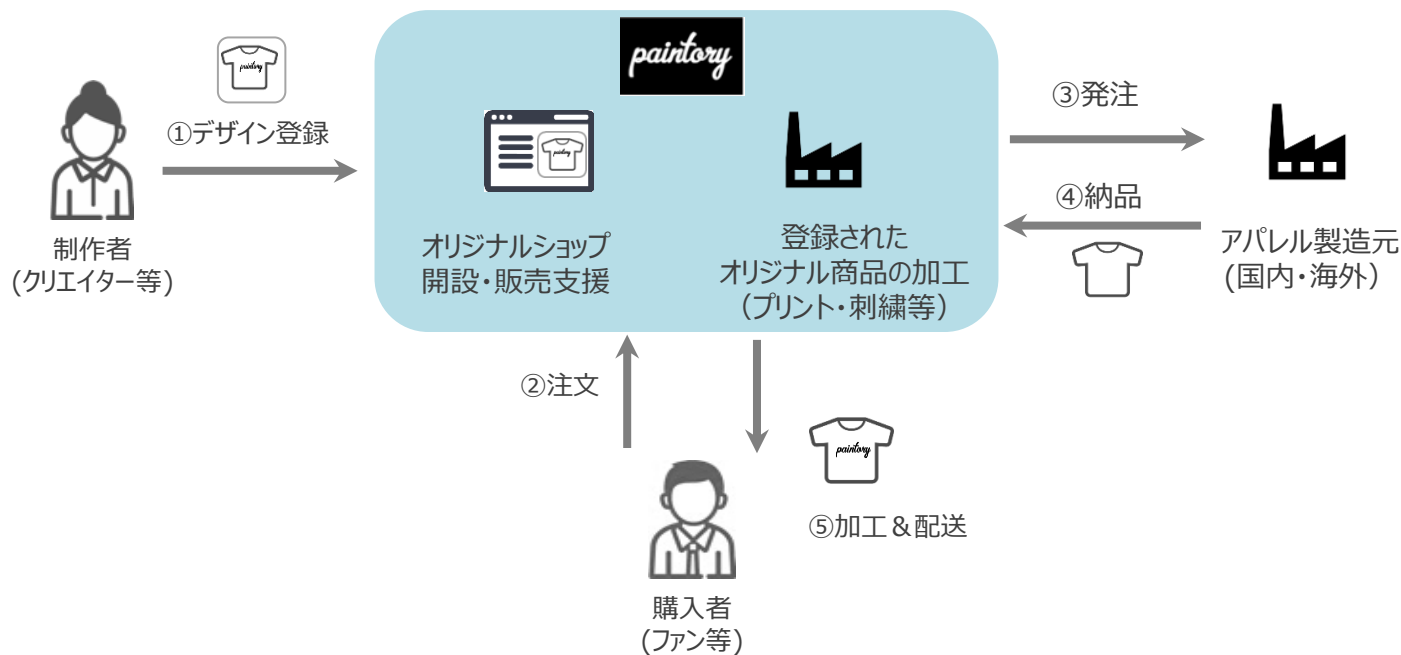 paintory
paintory
①デザイン登録
制作者
(クリエイター等)
paintory
オリジナルショップ
開設・販売支援
登録された
オリジナル商品の加工
(プリント・刺繍等)
③発注
④納品
アパレル製造元
(国内・海外)
②注文
paintory
⑤加工&配送
購入者
(ファン等)